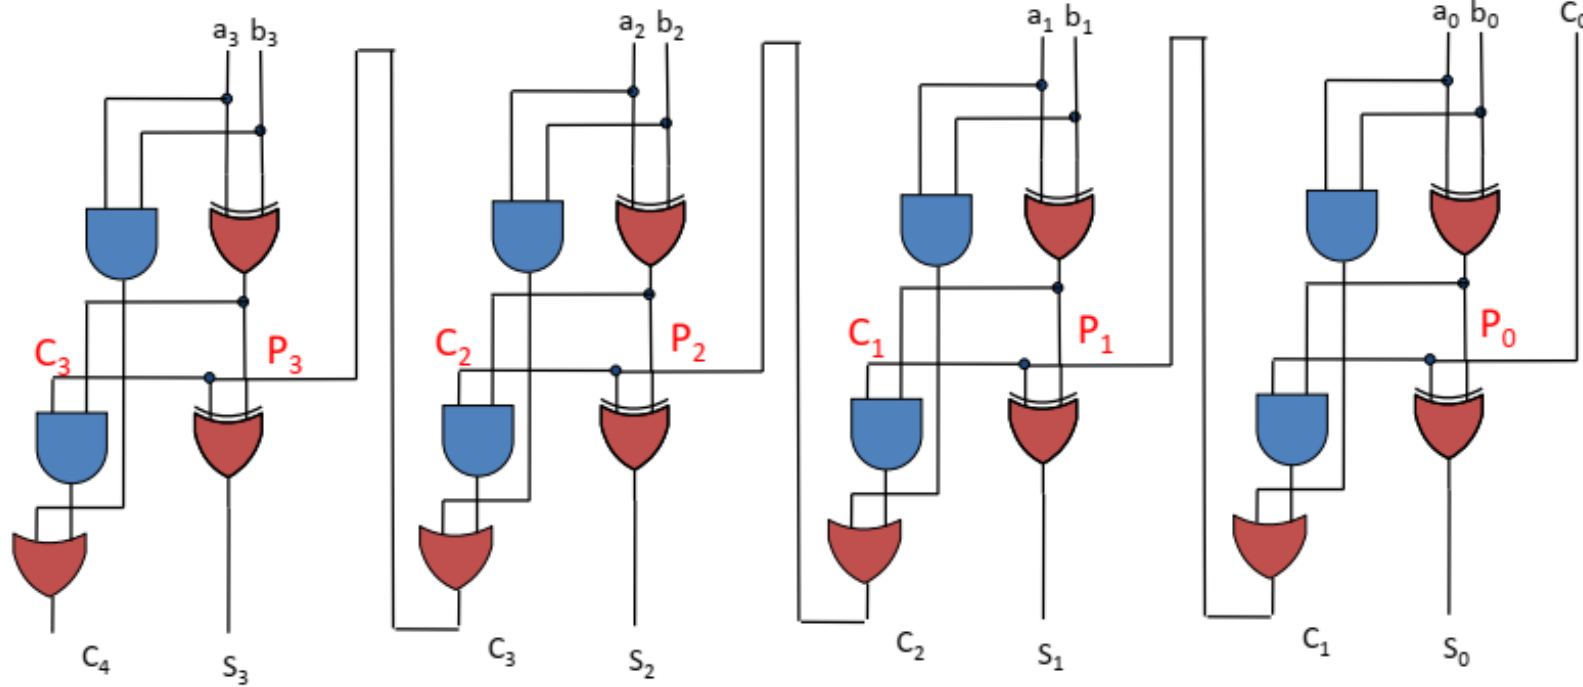 a₃ b₃
a₂ b₂
a₁ b₁
a₀ b₀
C₀
C₃ P₃
C₂ P₂
C₁ P₁
P₀
C₄ S₃
C₃ S₂
C₂ S₁
C₁ S₀